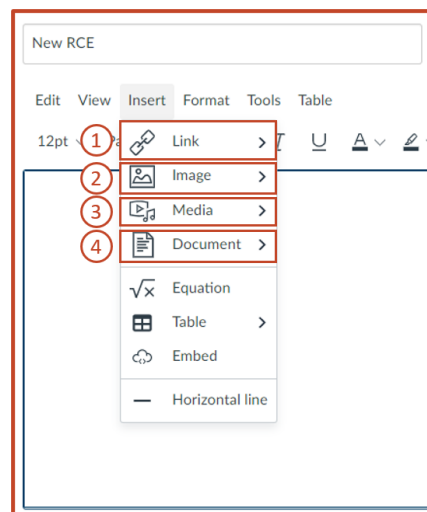 New RCE
Edit View Insert Format Tools Table
12pt
1 Link
2 Image
3 Media
4 Document
Equation
Table
Embed
Horizontal line